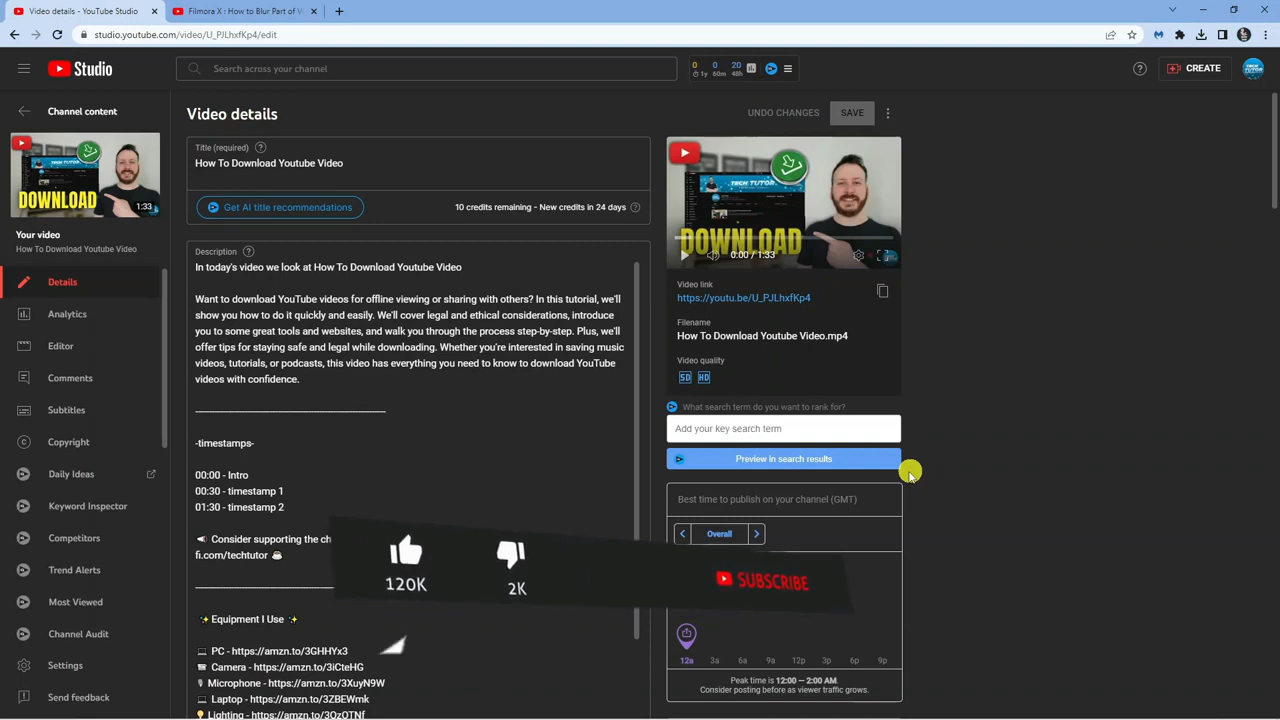 Video details - YouTube Studio
Filmora X : How to Blur Part of V
studio.youtube.com/video/U_PJLhxfKp4/edit
Studio
Search across your channel
0 0 20
1y 60m 48h
CREATE
Channel content
DOWNLOAD
1:33
Your video
How To Download Youtube Video
Details
Analytics
Editor
Comments
Subtitles
Copyright
Daily Ideas
Keyword Inspector
Competitors
Trend Alerts
Most Viewed
Channel Audit
Settings
Send feedback
Video details
UNDO CHANGES
SAVE
Title (required)
How To Download Youtube Video
Get AI title recommendations
10 credits remaining - New credits in 24 days
Description
In today's video we look at How To Download Youtube Video
Want to download YouTube videos for offline viewing or sharing with others? In this tutorial, we'll
show you how to do it quickly and easily. We'll cover legal and ethical considerations, introduce
you to some great tools and websites, and walk you through the process step-by-step. Plus, we'll
offer tips for staying safe and legal while downloading. Whether you're interested in saving music
videos, tutorials, or podcasts, this video has everything you need to know to download YouTube
videos with confidence.
-timestamps-
00:00 - Intro
00:30 - timestamp 1
01:30 - timestamp 2
📣 Consider supporting the ch
fi.com/techtutor ☕
✨ Equipment I Use ✨
💻 PC - https://amzn.to/3GHHYx3
📷 Camera - https://amzn.to/3iCteHG
🎙 Microphone - https://amzn.to/3XuyN9W
💻 Laptop - https://amzn.to/3ZBEWmk
💡 Lighting - https://amzn.to/3QzOTNf
TECH TUTOR
DOWNLOAD
0:00 / 1:33
Video link
https://youtu.be/U_PJLhxfKp4
Filename
How To Download Youtube Video.mp4
Video quality
SD HD
What search term do you want to rank for?
Add your key search term
Preview in search results
Best time to publish on your channel (GMT)
Overall
12a 3a 6a 9a 12p 3p 6p 9p
Peak time is 12:00 — 2:00 AM.
Consider posting before as viewer traffic grows.
120K
2K
SUBSCRIBE